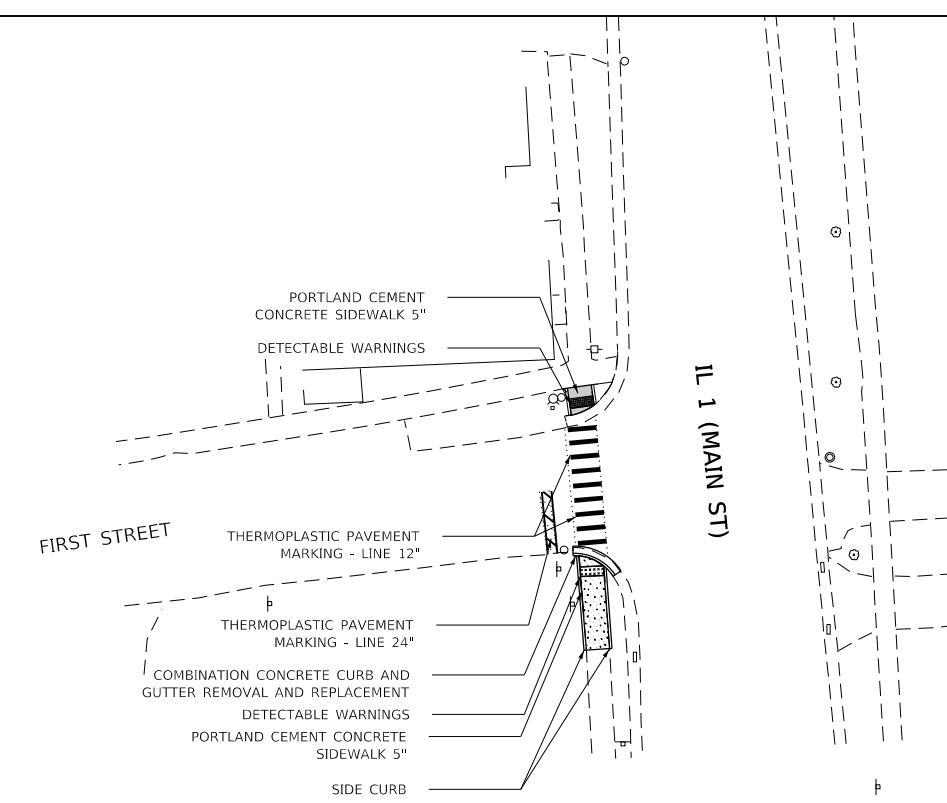 PORTLAND CEMENT
CONCRETE SIDEWALK 5"
DETECTABLE WARNINGS
IL 1 (MAIN ST)
FIRST STREET
THERMOPLASTIC PAVEMENT
MARKING - LINE 12"
THERMOPLASTIC PAVEMENT
MARKING - LINE 24"
COMBINATION CONCRETE CURB AND
GUTTER REMOVAL AND REPLACEMENT
DETECTABLE WARNINGS
PORTLAND CEMENT CONCRETE
SIDEWALK 5"
SIDE CURB